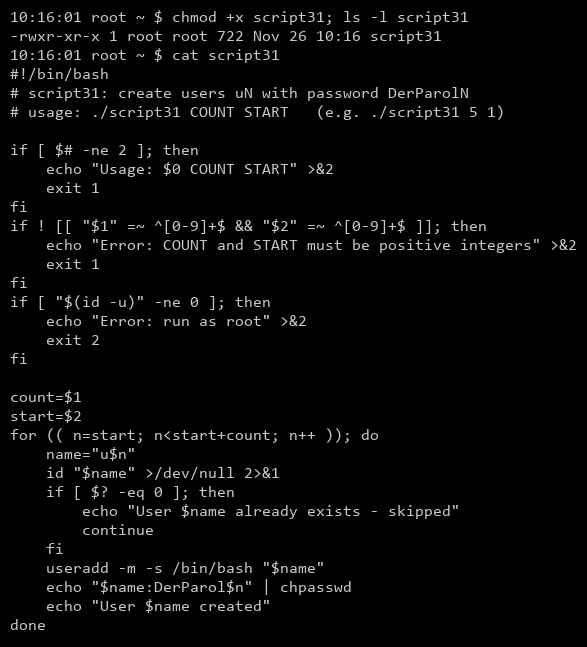 10:16:01 root ~ $ chmod +x script31; ls -l script31
-rwxr-xr-x 1 root root 722 Nov 26 10:16 script31
10:16:01 root ~ $ cat script31
#!/bin/bash
# script31: create users uN with password DerParolN
# usage: ./script31 COUNT START   (e.g. ./script31 5 1)

if [ $# -ne 2 ]; then
    echo "Usage: $0 COUNT START" >&2
    exit 1
fi
if ! [[ "$1" =~ ^[0-9]+$ && "$2" =~ ^[0-9]+$ ]]; then
    echo "Error: COUNT and START must be positive integers" >&2
    exit 1
fi
if [ "$(id -u)" -ne 0 ]; then
    echo "Error: run as root" >&2
    exit 2
fi

count=$1
start=$2
for (( n=start; n<start+count; n++ )); do
    name="u$n"
    id "$name" >/dev/null 2>&1
    if [ $? -eq 0 ]; then
        echo "User $name already exists - skipped"
        continue
    fi
    useradd -m -s /bin/bash "$name"
    echo "$name:DerParol$n" | chpasswd
    echo "User $name created"
done